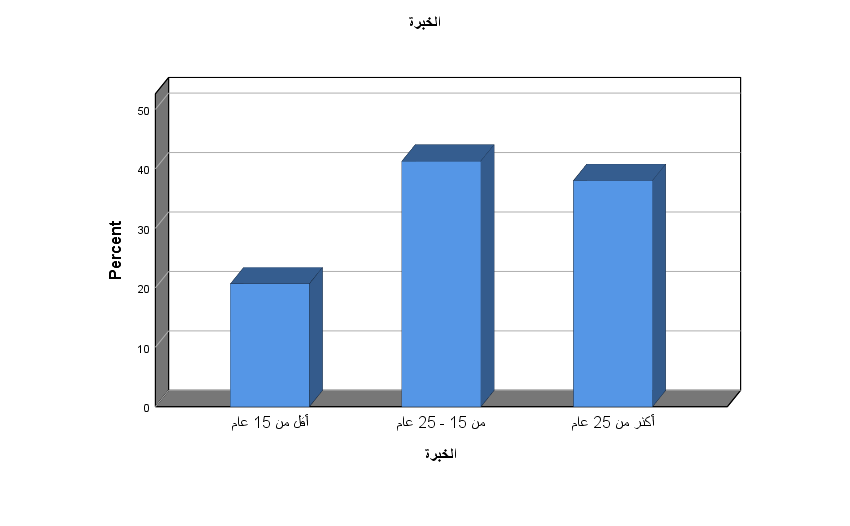 الخبرة
50
40
30
20
10
0
Percent
أقل من 15 عام
من 15 - 25 عام
أكثر من 25 عام
الخبرة